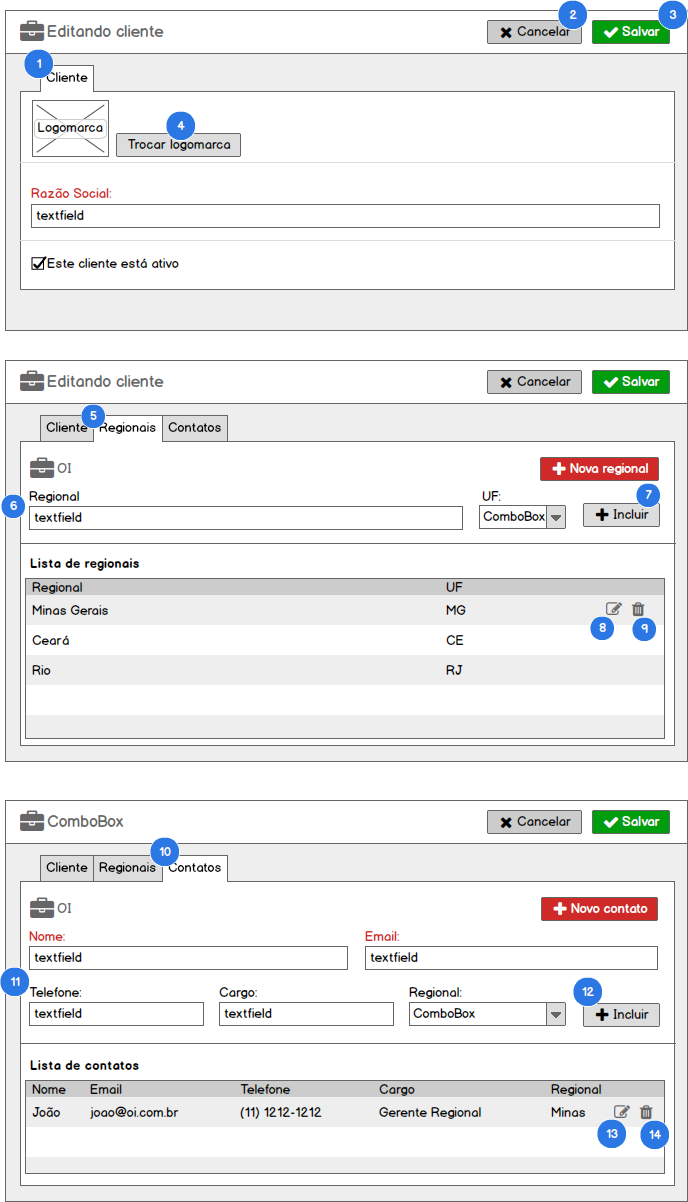 Editando cliente
2
3
Cancelar
Salvar
1
Cliente
Logomarca
4
Trocar logomarca
Razão Social:
textfield
Este cliente está ativo
Editando cliente
Cancelar
Salvar
Cliente
5
Regionais
Contatos
OI
Nova regional
6
Regional
UF:
7
textfield
ComboBox
Incluir
Lista de regionais
Regional UF
Minas Gerais MG
8
9
Ceará CE
Rio RJ
ComboBox
Cancelar
Salvar
Cliente
Regionais
10
Contatos
OI
Novo contato
Nome:
Email:
textfield
textfield
11
Telefone:
Cargo:
Regional:
12
textfield
textfield
ComboBox
Incluir
Lista de contatos
Nome Email Telefone Cargo Regional
João joao@oi.com.br (11) 1212-1212 Gerente Regional Minas
13
14